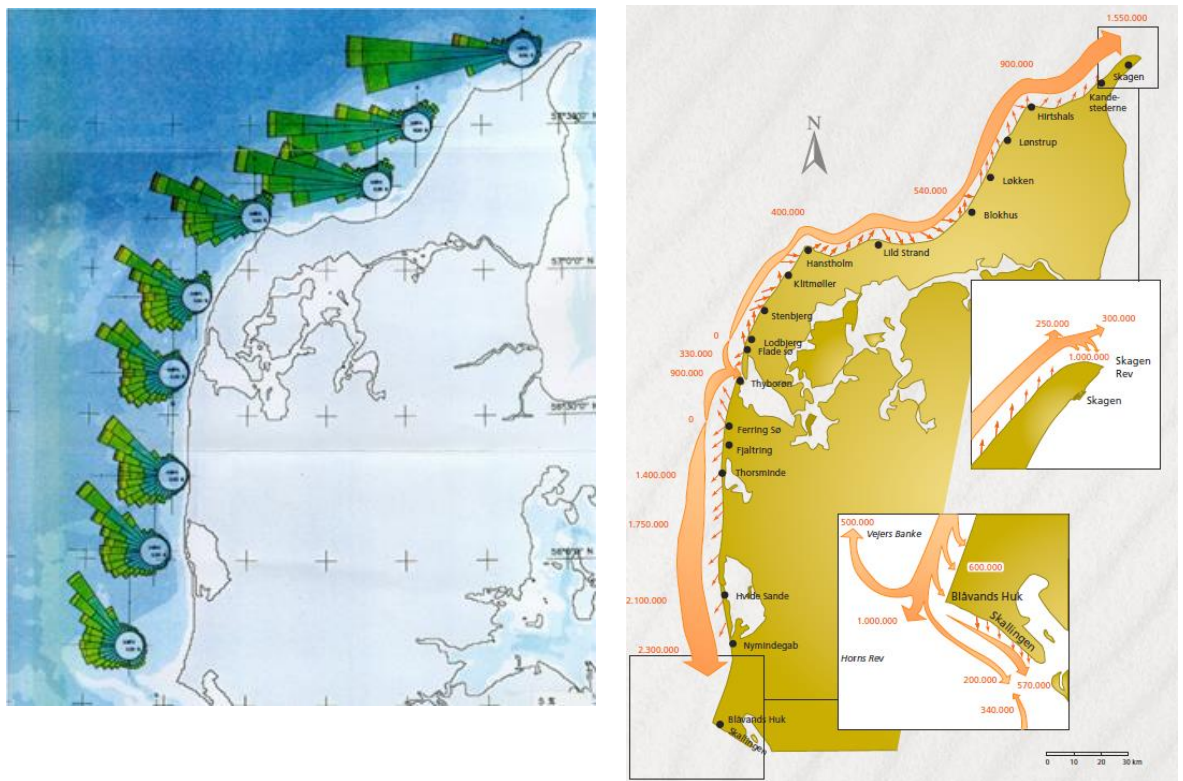 57°30'0" N
57°0'0" N
56°30'0" N
5 %
1.550.000
900.000
Skagen
Kande-
stederne
Hirtshals
N
Lønstrup
540.000
Løkken
400.000
Blokhus
Hanstholm
Lild Strand
Klitmøller
Stenbjerg
0
Lodbjerg
330.000
Flade sø
900.000
Thyborøn
0
Ferring Sø
Fjaltring
1.400.000
Thorsminde
1.750.000
2.100.000
Hvide Sande
2.300.000
Nymindegab
Blåvands Huk
Skallingen
250.000
300.000
1.000.000
Skagen
Rev
Skagen
500.000
Vejers Banke
600.000
Blåvands Huk
1.000.000
Skallingen
Horns Rev
200.000
570.000
340.000
0 10 20 30 km